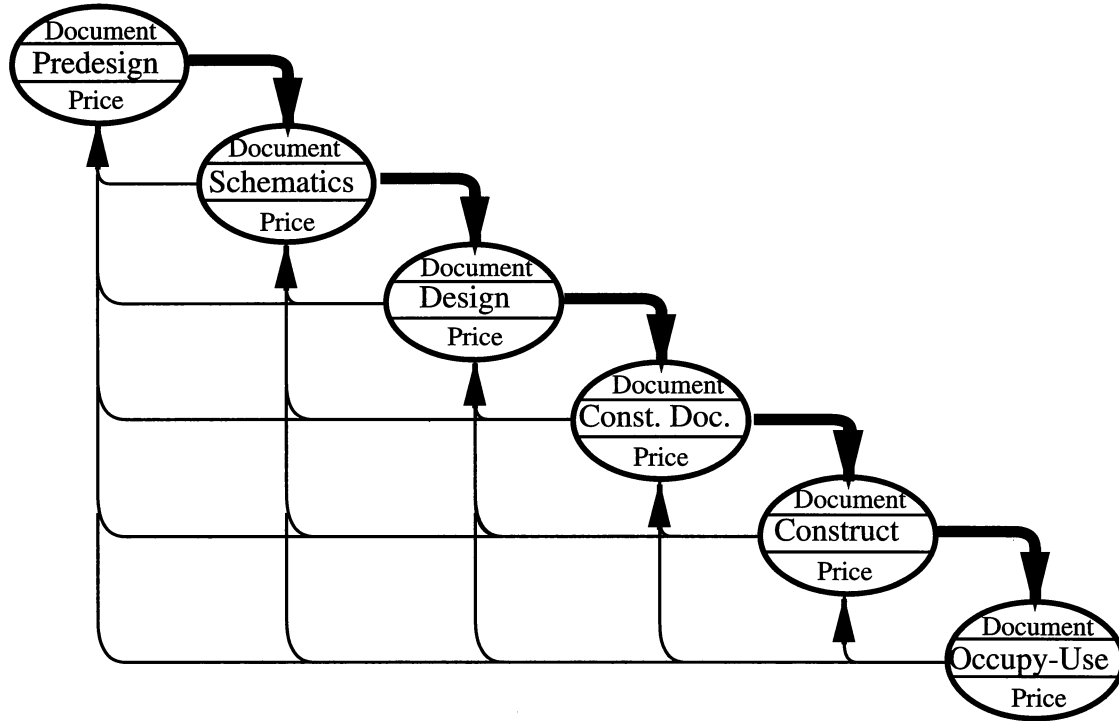 Document
Predesign
Price
Document
Schematics
Price
Document
Design
Price
Document
Const. Doc.
Price
Document
Construct
Price
Document
Occupy-Use
Price